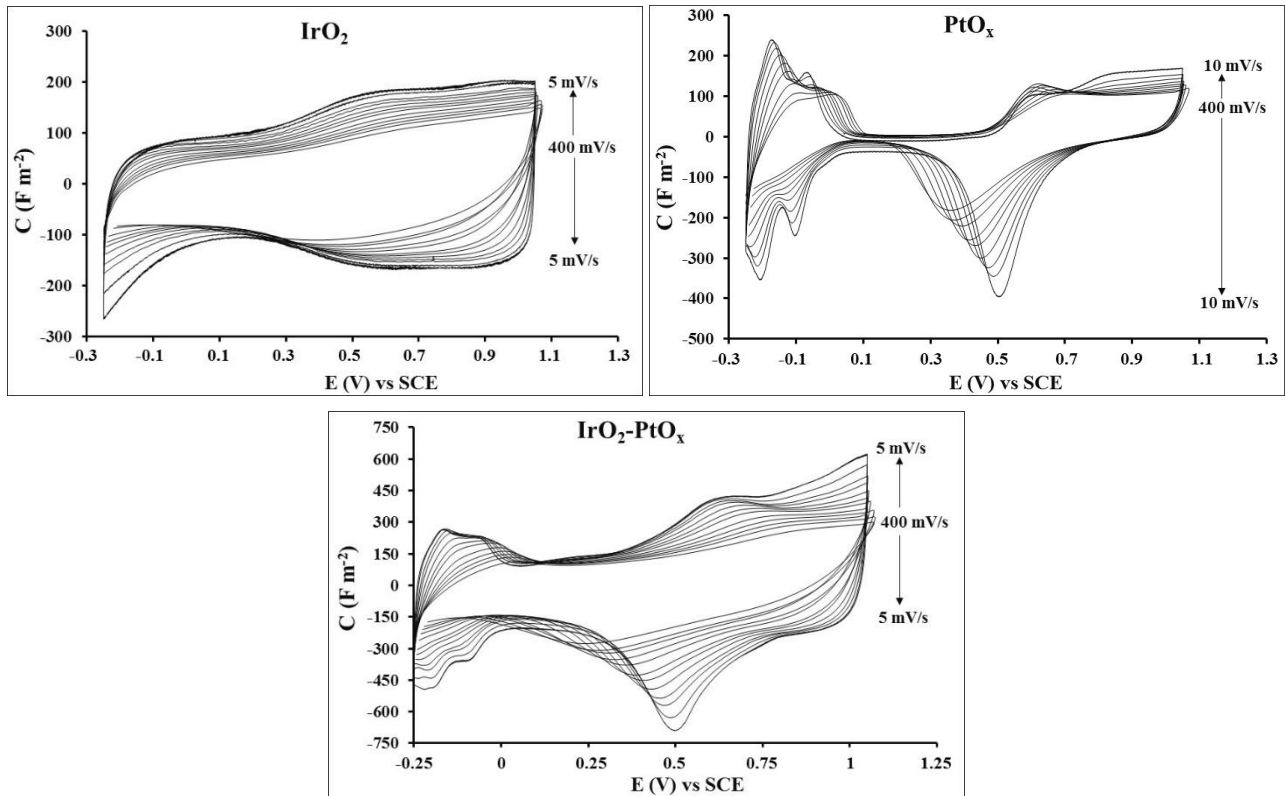 IrO₂
300
200
100
0
-100
-200
-300
C (F m⁻²)
5 mV/s
400 mV/s
5 mV/s
-0.3 -0.1 0.1 0.3 0.5 0.7 0.9 1.1 1.3
E (V) vs SCE
PtOₓ
300
200
100
0
-100
-200
-300
-400
-500
C (F m⁻²)
10 mV/s
400 mV/s
10 mV/s
-0.3 -0.1 0.1 0.3 0.5 0.7 0.9 1.1 1.3
E (V) vs SCE
IrO₂-PtOₓ
750
600
450
300
150
0
-150
-300
-450
-600
-750
C (F m⁻²)
5 mV/s
400 mV/s
5 mV/s
-0.25 0 0.25 0.5 0.75 1 1.25
E (V) vs SCE